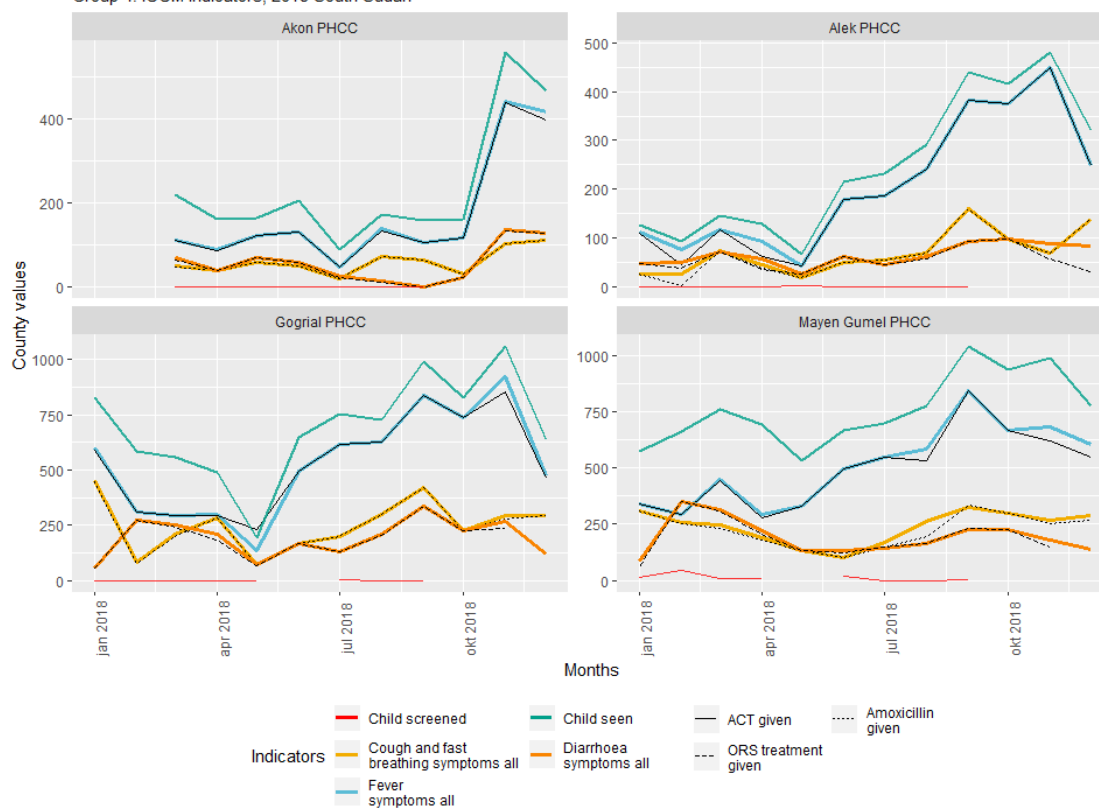 Akon PHCC
Alek PHCC
400
200
0
500
400
300
200
100
0
Gogrial PHCC
Mayen Gumel PHCC
1000
750
500
250
0
1000
750
500
250
0
County values
jan 2018
apr 2018
jul 2018
okt 2018
jan 2018
apr 2018
jul 2018
okt 2018
Months
Indicators
Child screened
Cough and fast
breathing symptoms all
Fever
symptoms all
Child seen
Diarrhoea
symptoms all
ACT given
ORS treatment
given
Amoxicillin
given